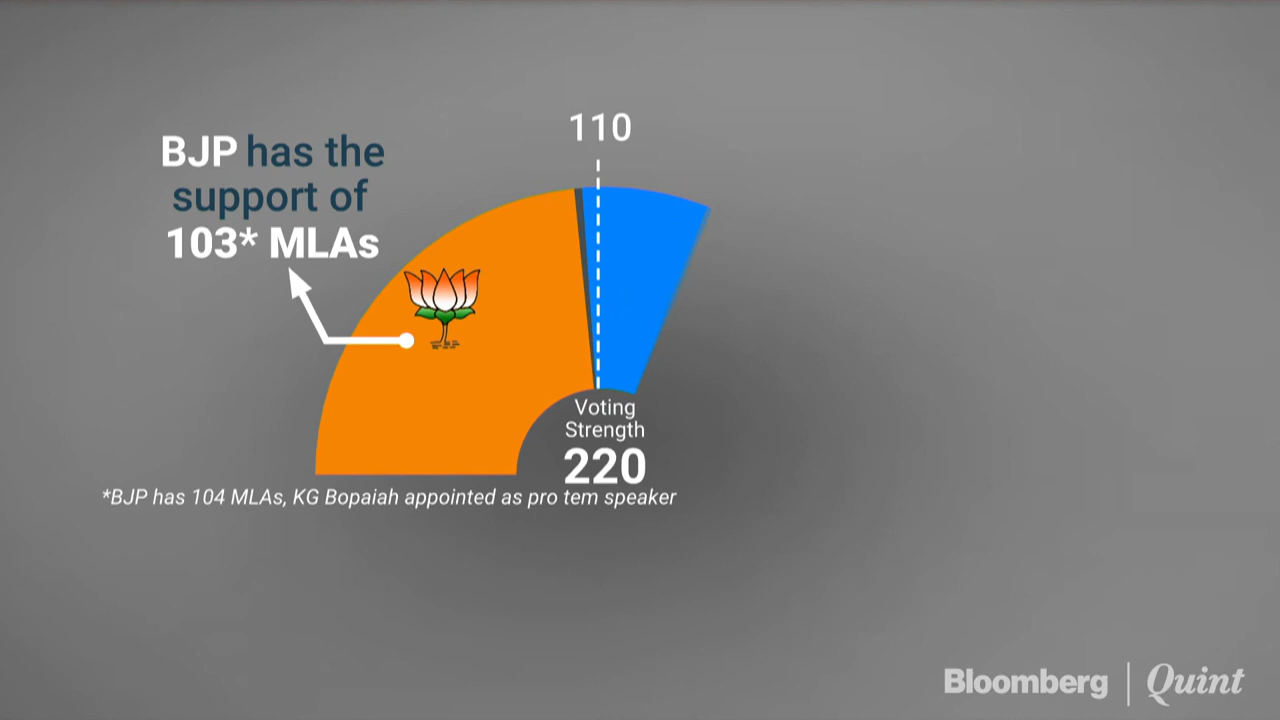 110
BJP has the
support of
103* MLAs
Voting
Strength
220
*BJP has 104 MLAs, KG Bopaiah appointed as pro tem speaker
Bloomberg | Quint